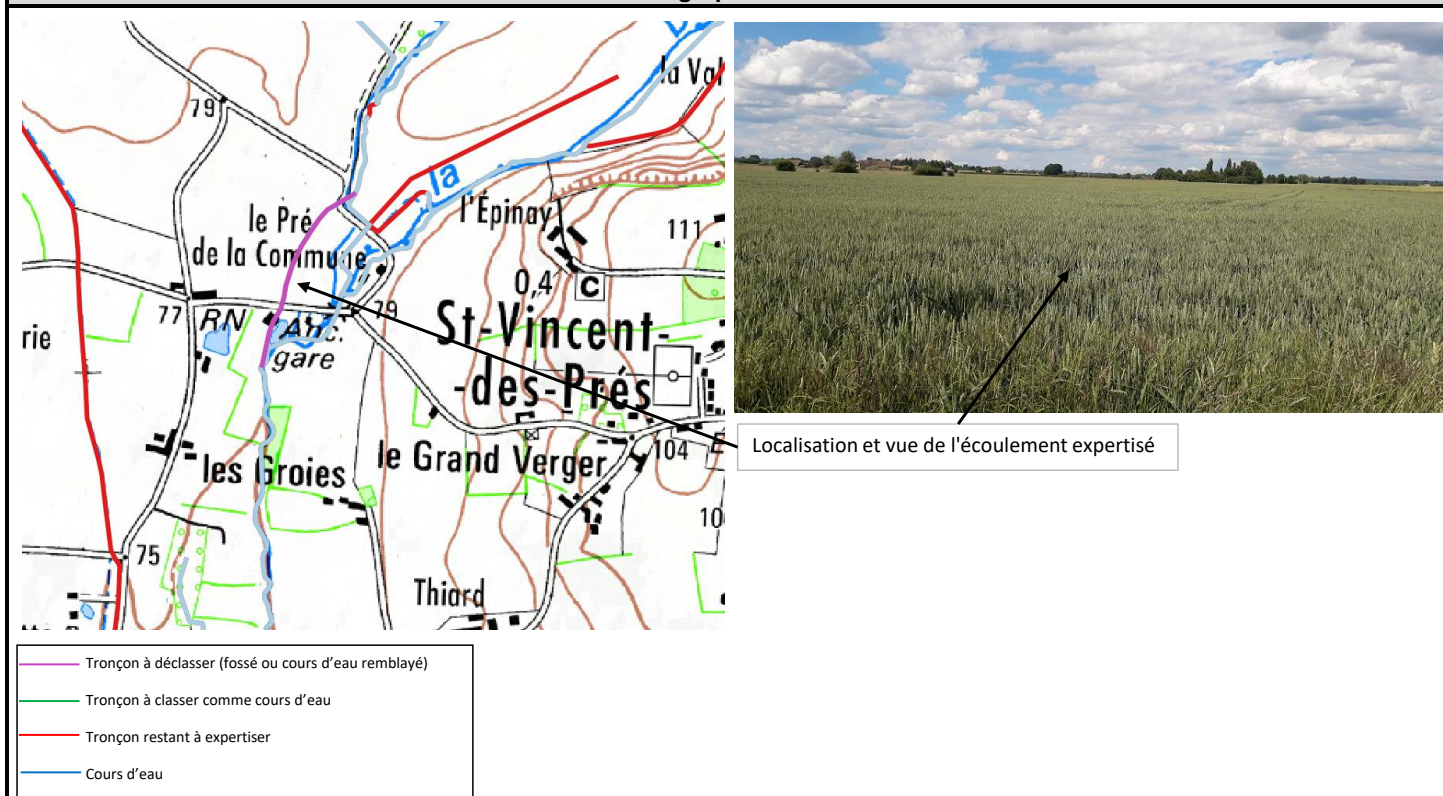 la Val
79
la
le Pré
l'Épinay
de la Commune
111
0,4
C
77
RN
79
Anc.
St-Vincent-
rie
gare
-des-Prés
Localisation et vue de l'écoulement expertisé
les Groies
le Grand Verger
104
E
10
75
Thiard
Tronçon à déclasser (fossé ou cours d'eau remblayé)
Tronçon à classer comme cours d'eau
Tronçon restant à expertiser
Cours d'eau